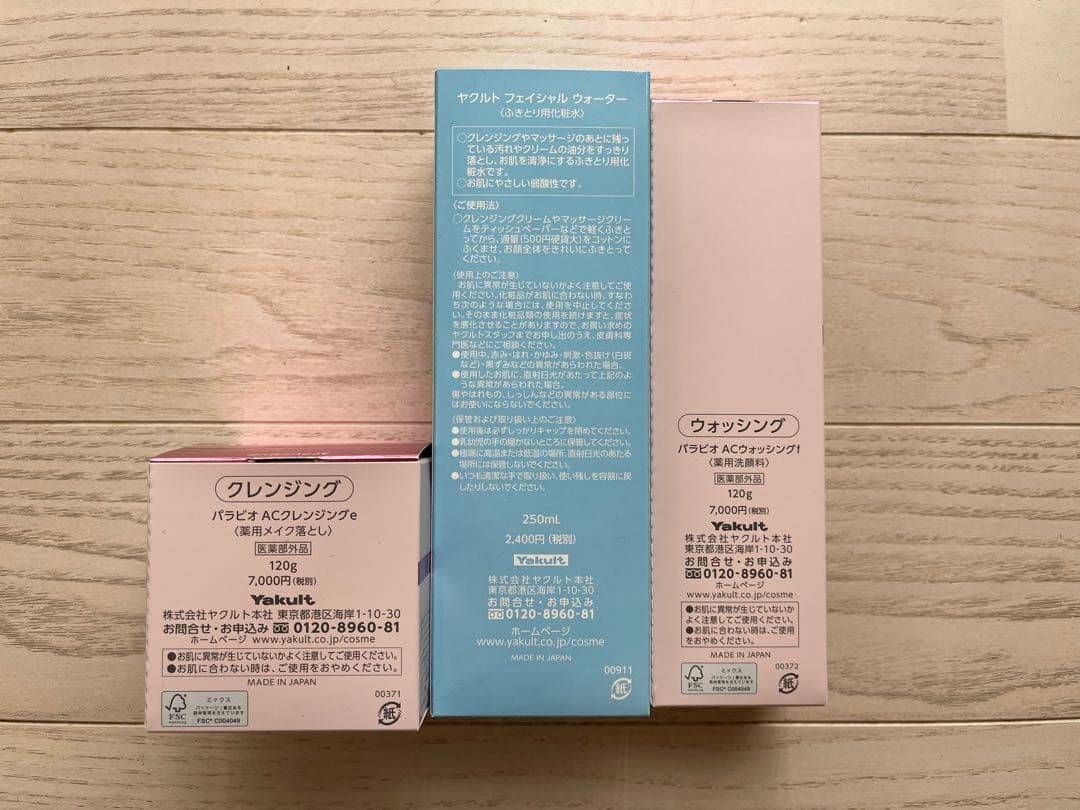 クレンジング
パラビオ ACクレンジングe
〈薬用メイク落とし〉
医薬部外品
120g
7,000円(税別)
Yakult
株式会社ヤクルト本社 東京都港区海岸1-10-30
お問合せ・お申込み 0120-8960-81
ホームページ www.yakult.co.jp/cosme
●お肌に異常が生じていないかよく注意してご使用ください。
●お肌に合わない時は、ご使用をおやめください。
MADE IN JAPAN
00371
FSC
ミックス
FSC® C004049
紙
ヤクルト フェイシャル ウォーター
〈ふきとり用化粧水〉
○クレンジングやマッサージのあとに残っ
ている汚れやクリームの油分をすっきり
落とし、お肌を清浄にするふきとり用化
粧水です。
○お肌にやさしい弱酸性です。
〈ご使用法〉
○クレンジングクリームやマッサージクリー
ムをティッシュペーパーなどで軽くふきと
ってから、適量(500円硬貨大)をコットンに
ふくませ、お顔全体をきれいにふきとって
ください。
〈使用上のご注意〉
お肌に異常が生じていないかよく注意してご使
用ください。化粧品がお肌に合わない時、すなわ
ち次のような場合には、使用を中止してくださ
い。そのまま化粧品類の使用を続けますと、症状
を悪化させることがありますので、お買い求めの
ヤクルトスタッフまでお申し出のうえ、皮膚科専
門医などにご相談ください。
●使用中、赤み・はれ・かゆみ・刺激・色抜け(白斑
など)・黒ずみなどの異常があらわれた場合。
●使用したお肌に、直射日光があたって上記のよ
うな異常があらわれた場合。
傷やはれもの、しっしんなどの異常がある部位に
はお使いにならないでください。
〈保管および取り扱い上のご注意〉
●使用後は必ずしっかりキャップを閉めてください。
●乳幼児の手の届かないところに保管してください。
●極端に高温または低温の場所、直射日光のあたる
場所には保管しないでください。
●いつも清潔な手で取り扱い、使い残しを容器に戻
したりしないでください。
250mL
2,400円(税別)
Yakult
株式会社ヤクルト本社
東京都港区海岸1-10-30
お問合せ・お申込み
0120-8960-81
ホームページ
www.yakult.co.jp/cosme
MADE IN JAPAN
00911
紙
ウォッシング
パラビオ ACウォッシングf
〈薬用洗顔料〉
医薬部外品
120g
7,000円(税別)
Yakult
株式会社ヤクルト本社
東京都港区海岸1-10-30
お問合せ・お申込み
0120-8960-81
ホームページ
www.yakult.co.jp/cosme
●お肌に異常が生じていないか
よく注意してご使用ください。
●お肌に合わない時は、ご使用
をおやめください。
MADE IN JAPAN
00372
FSC
ミックス
FSC® C004049
紙